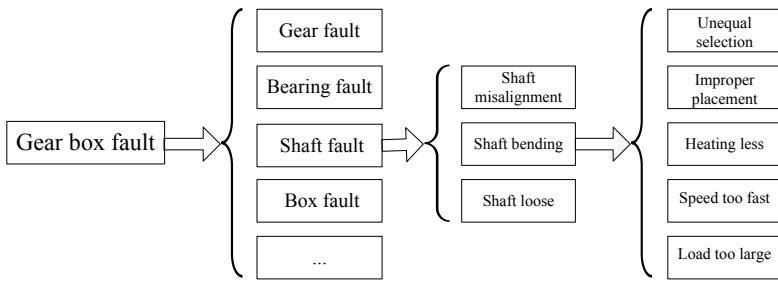 Gear box fault
Gear fault
Bearing fault
Shaft fault
Box fault
...
Shaft
misalignment
Shaft bending
Shaft loose
Unequal
selection
Improper
placement
Heating less
Speed too fast
Load too large